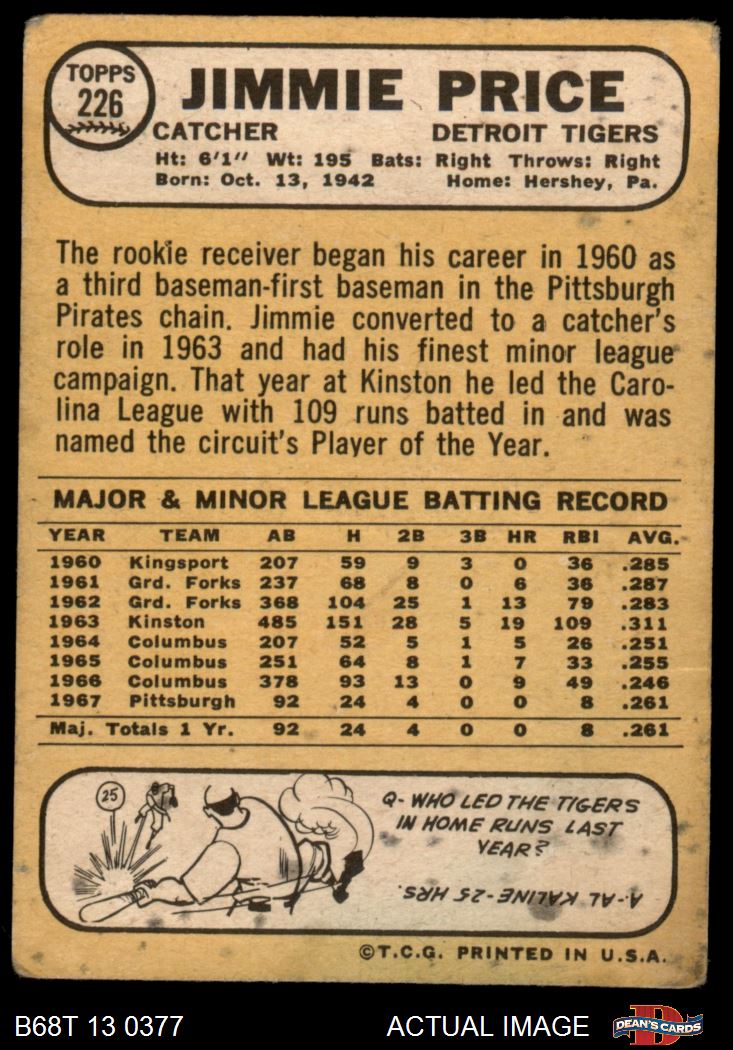 TOPPS
226
JIMMIE PRICE
CATCHER DETROIT TIGERS
Ht: 6'1" Wt: 195 Bats: Right Throws: Right
Born: Oct. 13, 1942 Home: Hershey, Pa.
The rookie receiver began his career in 1960 as
a third baseman-first baseman in the Pittsburgh
Pirates chain. Jimmie converted to a catcher's
role in 1963 and had his finest minor league
campaign. That year at Kinston he led the Caro-
lina League with 109 runs batted in and was
named the circuit's Player of the Year.
MAJOR & MINOR LEAGUE BATTING RECORD
YEAR TEAM AB H 2B 3B HR RBI AVG.
1960 Kingsport 207 59 9 3 0 36 .285
1961 Grd. Forks 237 68 8 0 6 36 .287
1962 Grd. Forks 368 104 25 1 13 79 .283
1963 Kinston 485 151 28 5 19 109 .311
1964 Columbus 207 52 5 1 5 26 .251
1965 Columbus 251 64 8 1 7 33 .255
1966 Columbus 378 93 13 0 9 49 .246
1967 Pittsburgh 92 24 4 0 0 8 .261
Maj. Totals 1 Yr. 92 24 4 0 0 8 .261
25
Q- WHO LED THE TIGERS
IN HOME RUNS LAST
YEAR?
A- AL KALINE-25 HRS.
©T.C.G. PRINTED IN U.S.A.
B68T 13 0377 ACTUAL IMAGE DEAN'S CARDS